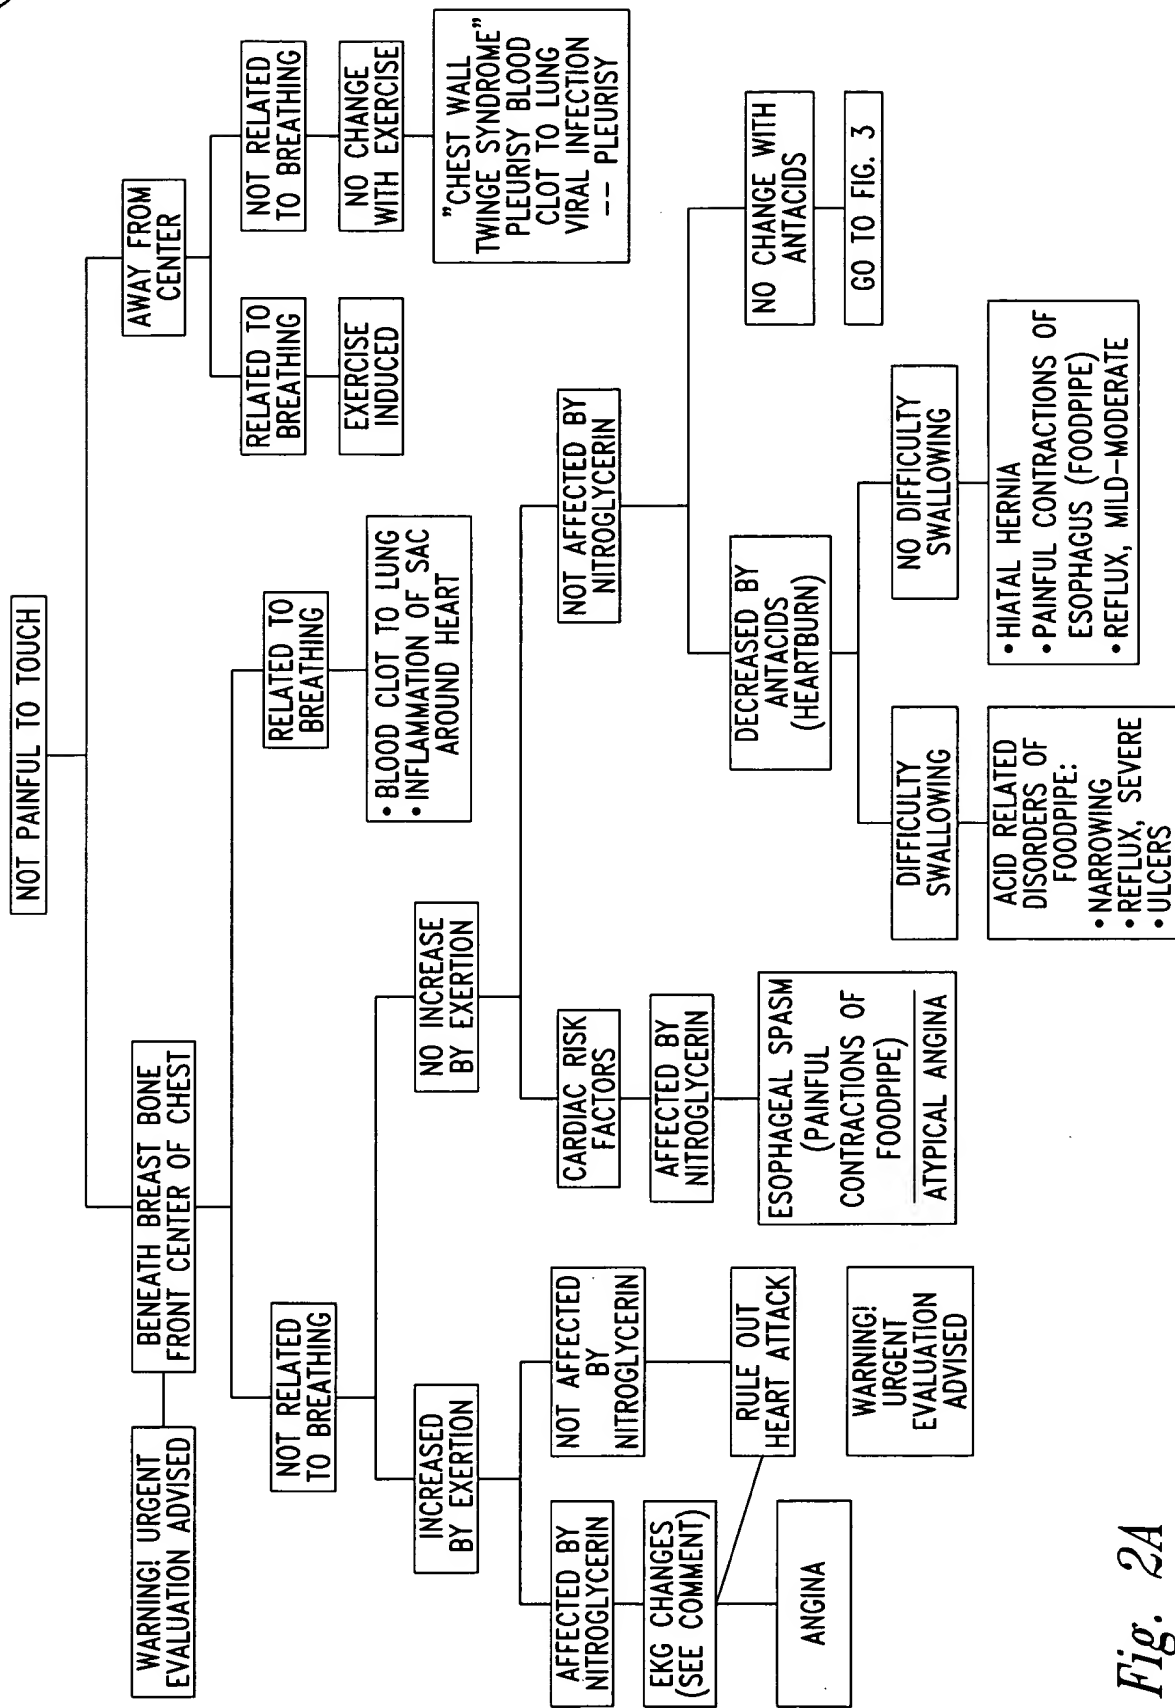 NOT PAINFUL TO TOUCH
WARNING! URGENT
EVALUATION ADVISED
BENEATH BREAST BONE
FRONT CENTER OF CHEST
AWAY FROM
CENTER
NOT RELATED
TO BREATHING
RELATED TO
BREATHING
RELATED TO
BREATHING
NOT RELATED
TO BREATHING
• BLOOD CLOT TO LUNG
• INFLAMMATION OF SAC
AROUND HEART
EXERCISE
INDUCED
NO CHANGE
WITH EXERCISE
"CHEST WALL
TWINGE SYNDROME"
PLEURISY BLOOD
CLOT TO LUNG
VIRAL INFECTION
-- PLEURISY
INCREASED
BY EXERTION
NO INCREASE
BY EXERTION
AFFECTED BY
NITROGLYCERIN
NOT AFFECTED
BY
NITROGLYCERIN
CARDIAC RISK
FACTORS
NOT AFFECTED BY
NITROGLYCERIN
EKG CHANGES
(SEE COMMENT)
RULE OUT
HEART ATTACK
AFFECTED BY
NITROGLYCERIN
DECREASED BY
ANTACIDS
(HEARTBURN)
NO CHANGE WITH
ANTACIDS
ANGINA
WARNING!
URGENT
EVALUATION
ADVISED
ESOPHAGEAL SPASM
(PAINFUL
CONTRACTIONS OF
FOODPIPE)
ATYPICAL ANGINA
GO TO FIG. 3
DIFFICULTY
SWALLOWING
NO DIFFICULTY
SWALLOWING
ACID RELATED
DISORDERS OF
FOODPIPE:
• NARROWING
• REFLUX, SEVERE
• ULCERS
• HIATAL HERNIA
• PAINFUL CONTRACTIONS OF
ESOPHAGUS (FOODPIPE)
• REFLUX, MILD-MODERATE
Fig. 2A